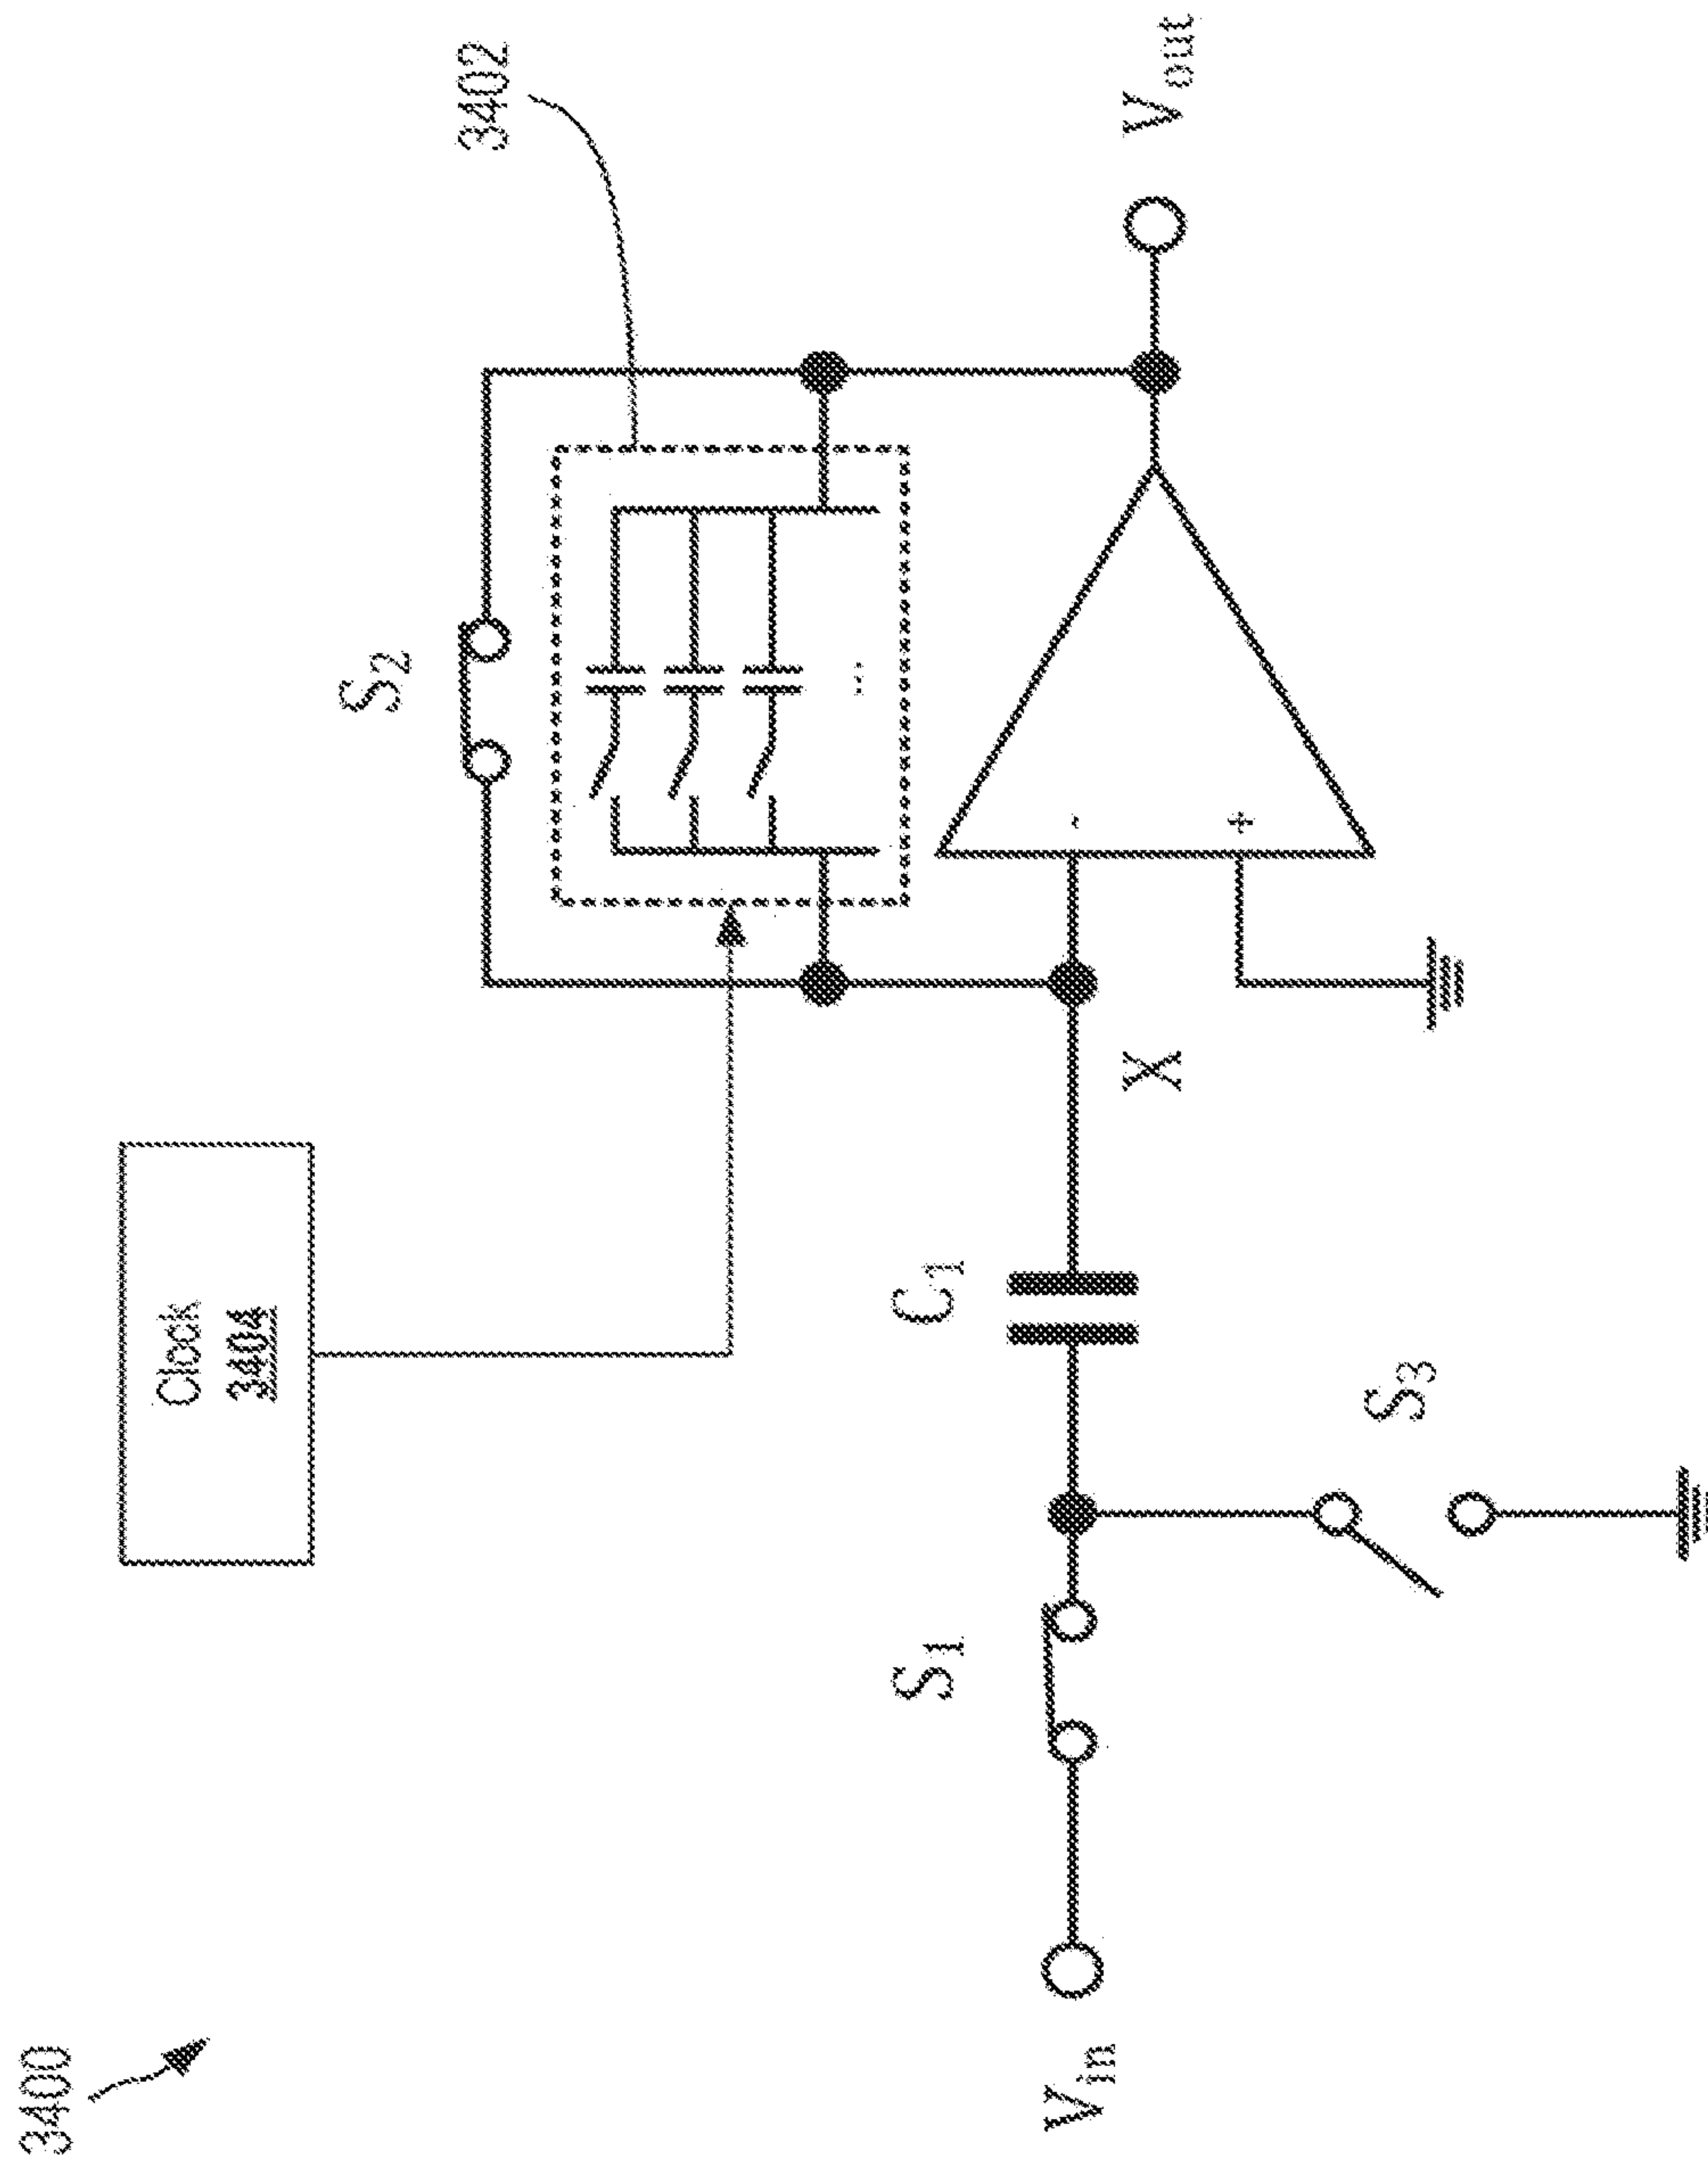 3400
Clock
3404
3402
S2
S1
C1
S3
X
-
+
...
Vin
Vout